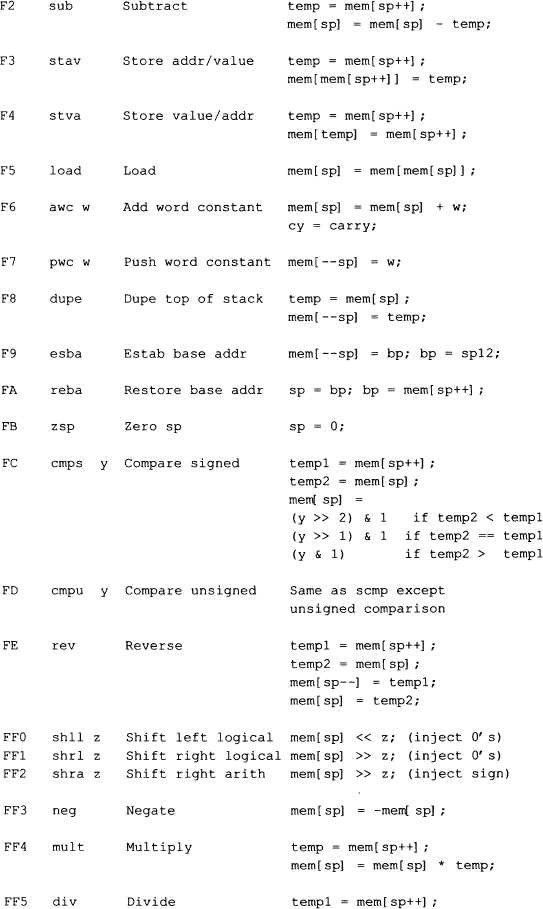 F2 sub Subtract temp = mem[sp++];
mem[sp] = mem[sp] - temp;
F3 stav Store addr/value temp = mem[sp++];
mem[mem[sp++]] = temp;
F4 stva Store value/addr temp = mem[sp++];
mem[temp] = mem[sp++];
F5 load Load mem[sp] = mem[mem[sp]];
F6 awc w Add word constant mem[sp] = mem[sp] + w;
cy = carry;
F7 pwc w Push word constant mem[--sp] = w;
F8 dupe Dupe top of stack temp = mem[sp];
mem[--sp] = temp;
F9 esba Estab base addr mem[--sp] = bp; bp = sp12;
FA reba Restore base addr sp = bp; bp = mem[sp++];
FB zsp Zero sp sp = 0;
FC cmps y Compare signed temp1 = mem[sp++];
temp2 = mem[sp];
mem[sp] =
(y >> 2) & 1 if temp2 < temp1
(y >> 1) & 1 if temp2 == temp1
(y & 1) if temp2 > temp1
FD cmpu y Compare unsigned Same as scmp except
unsigned comparison
FE rev Reverse temp1 = mem[sp++];
temp2 = mem[sp];
mem[sp--] = temp1;
mem[sp] = temp2;
FF0 shll z Shift left logical mem[sp] << z; (inject 0's)
FF1 shrl z Shift right logical mem[sp] >> z; (inject 0's)
FF2 shra z Shift right arith mem[sp] >> z; (inject sign)
FF3 neg Negate mem[sp] = -mem[sp];
FF4 mult Multiply temp = mem[sp++];
mem[sp] = mem[sp] * temp;
FF5 div Divide temp1 = mem[sp++];